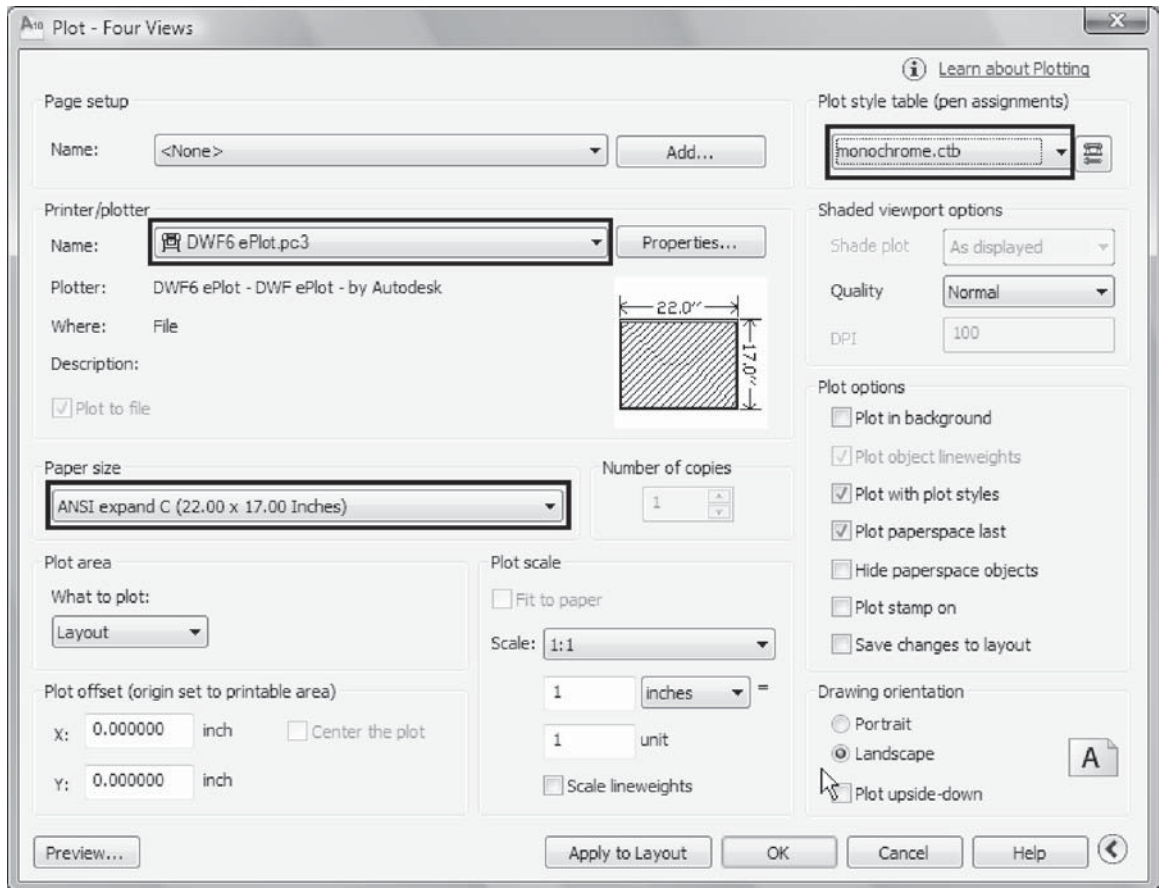 A10 Plot - Four Views
X
Learn about Plotting
Page setup
Name: <None> Add...
Plot style table (pen assignments)
monochrome.ctb
Printer/plotter
Name: DWF6 ePlot.pc3 Properties...
Plotter: DWF6 ePlot - DWF ePlot - by Autodesk
Where: File
Description:
Plot to file
22.0″
17.0″
Shaded viewport options
Shade plot As displayed
Quality Normal
DPI 100
Paper size
ANSI expand C (22.00 x 17.00 Inches)
Number of copies
1
Plot options
Plot in background
Plot object lineweights
Plot with plot styles
Plot paperspace last
Hide paperspace objects
Plot stamp on
Save changes to layout
Plot area
What to plot:
Layout
Plot scale
Fit to paper
Scale: 1:1
1 inches =
1 unit
Scale lineweights
Plot offset (origin set to printable area)
X: 0.000000 inch Center the plot
Y: 0.000000 inch
Drawing orientation
Portrait
Landscape
A
Plot upside-down
Preview... Apply to Layout OK Cancel Help